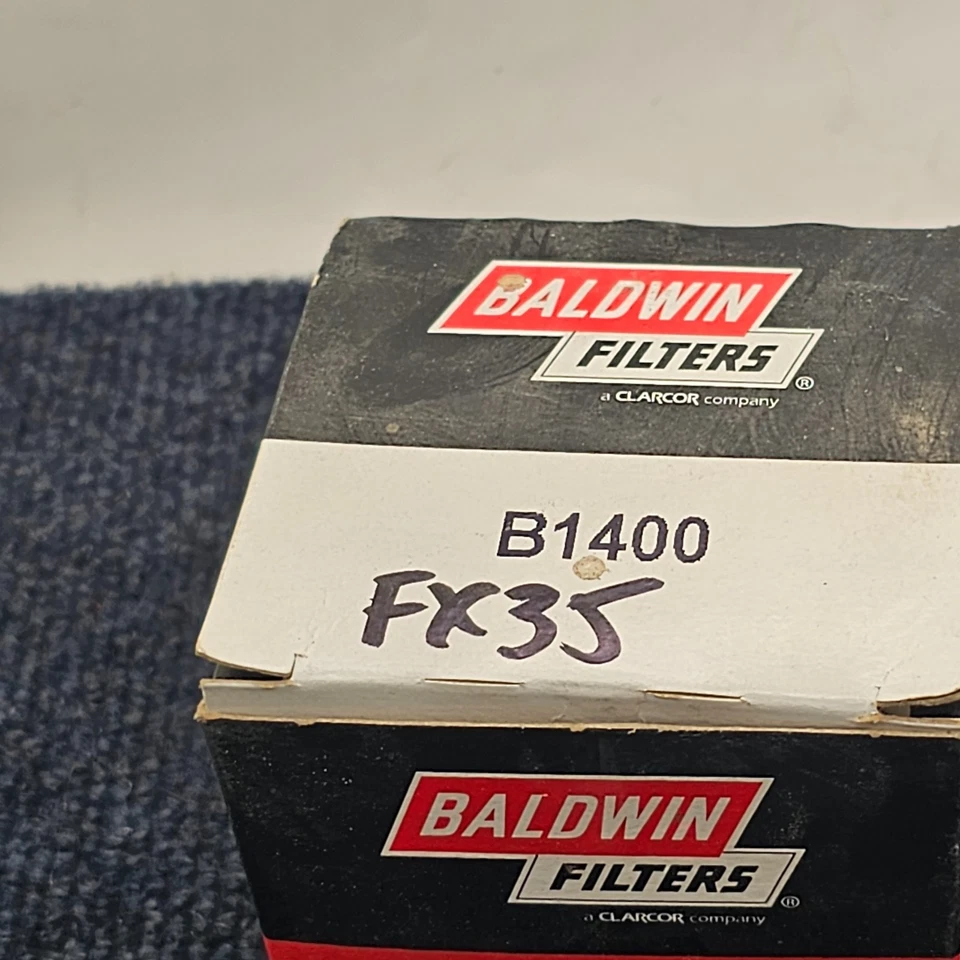 BALDWIN
FILTERS®
a CLARCOR company
B1400
FX35
BALDWIN
FILTERS®
a CLARCOR company